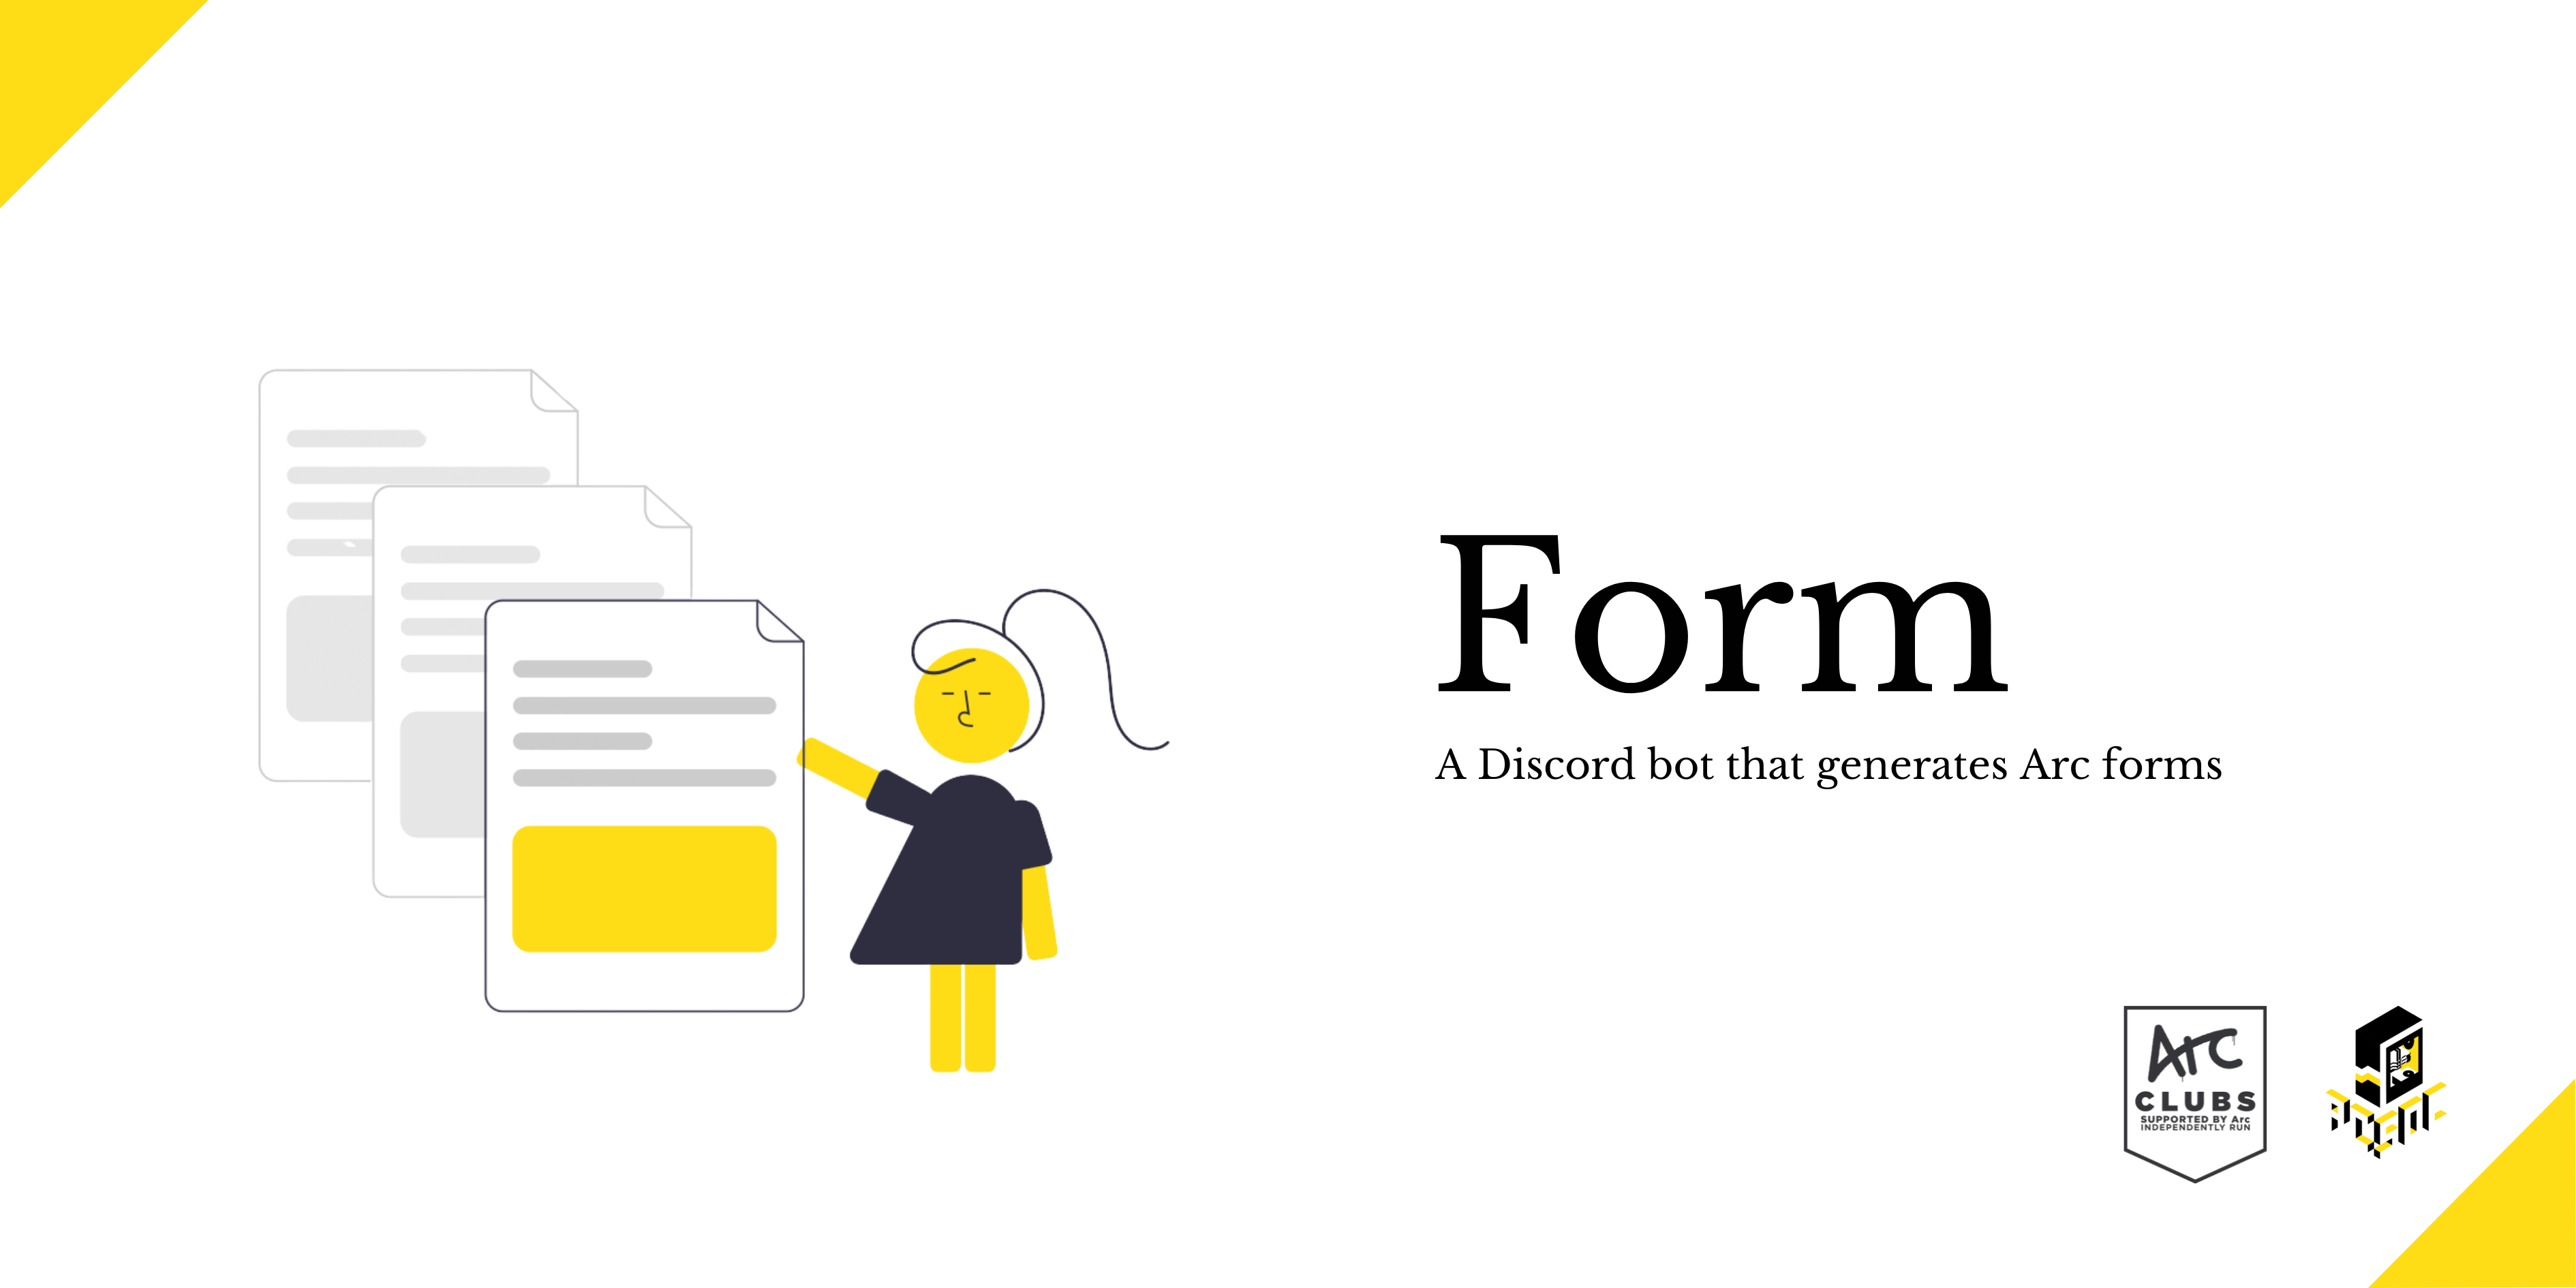 Form
A Discord bot that generates Arc forms
Arc
CLUBS
SUPPORTED BY Arc
INDEPENDENTLY RUN